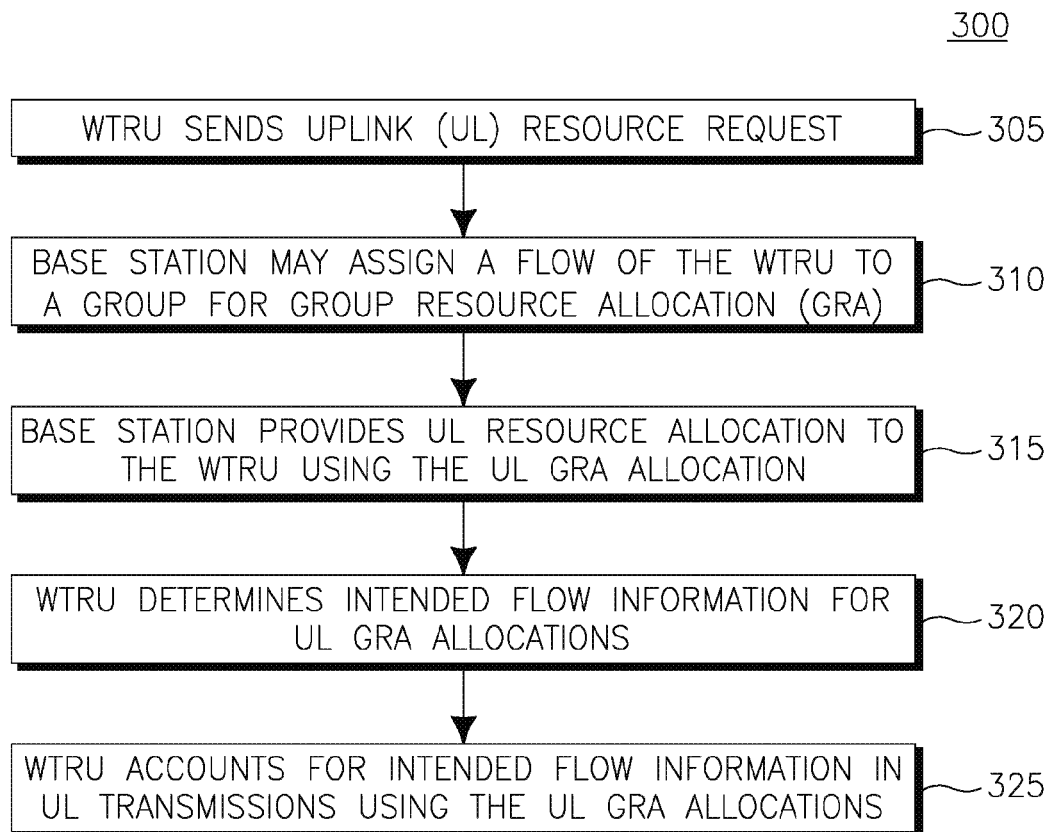 300
WTRU SENDS UPLINK (UL) RESOURCE REQUEST
305
BASE STATION MAY ASSIGN A FLOW OF THE WTRU TO
A GROUP FOR GROUP RESOURCE ALLOCATION (GRA)
310
BASE STATION PROVIDES UL RESOURCE ALLOCATION TO
THE WTRU USING THE UL GRA ALLOCATION
315
WTRU DETERMINES INTENDED FLOW INFORMATION FOR
UL GRA ALLOCATIONS
320
WTRU ACCOUNTS FOR INTENDED FLOW INFORMATION IN
UL TRANSMISSIONS USING THE UL GRA ALLOCATIONS
325